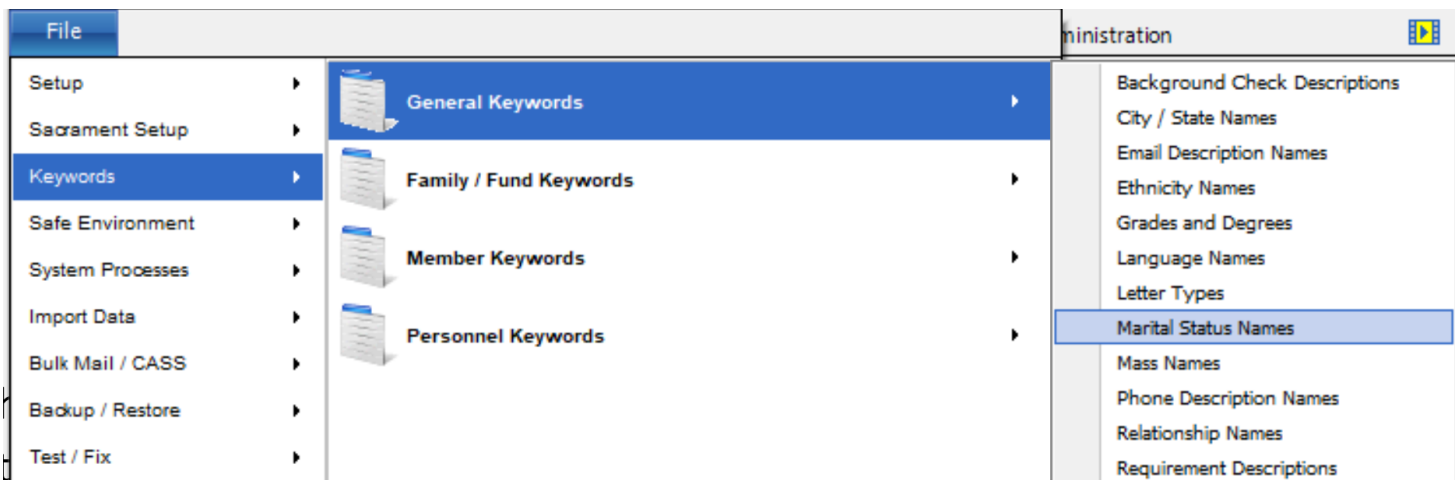 File
ministration
Setup
Sacrament Setup
Keywords
Safe Environment
System Processes
Import Data
Bulk Mail / CASS
Backup / Restore
Test / Fix
General Keywords
Family / Fund Keywords
Member Keywords
Personnel Keywords
Background Check Descriptions
City / State Names
Email Description Names
Ethnicity Names
Grades and Degrees
Language Names
Letter Types
Marital Status Names
Mass Names
Phone Description Names
Relationship Names
Requirement Descriptions